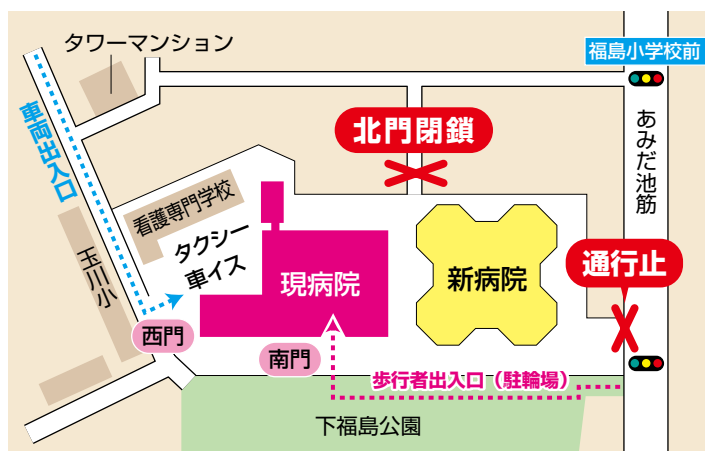 タワーマンション
福島小学校前
車両出入口
北門閉鎖
あみだ池筋
看護専門学校
タクシー
車イス
玉川小
現病院
新病院
通行止
西門
南門
歩行者出入口（駐輪場）
下福島公園